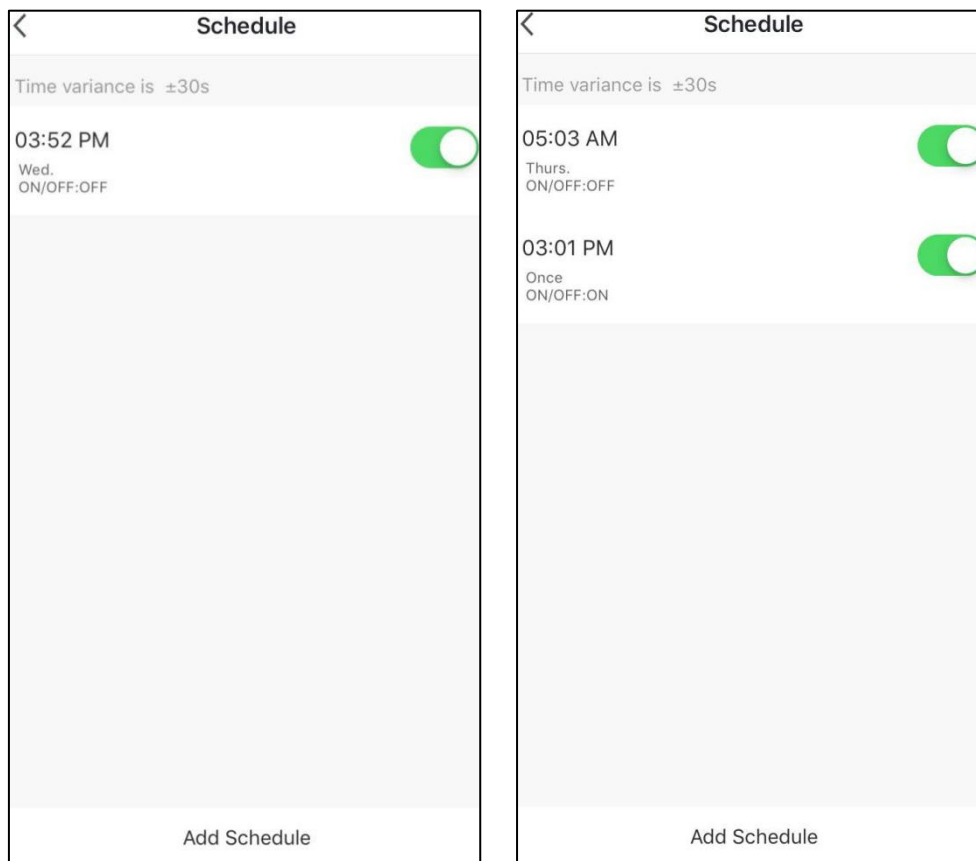 Schedule
Time variance is ±30s
03:52 PM
Wed.
ON/OFF:OFF
Add Schedule
Schedule
Time variance is ±30s
05:03 AM
Thurs.
ON/OFF:OFF
03:01 PM
Once
ON/OFF:ON
Add Schedule